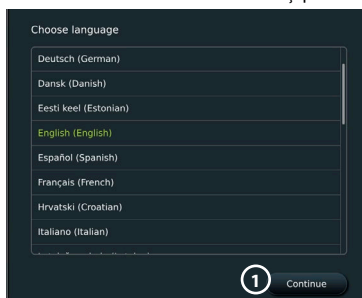 Choose language
Deutsch (German)
Dansk (Danish)
Eesti keel (Estonian)
English (English)
Español (Spanish)
Français (French)
Hrvatski (Croatian)
Italiano (Italian)
1
Continue